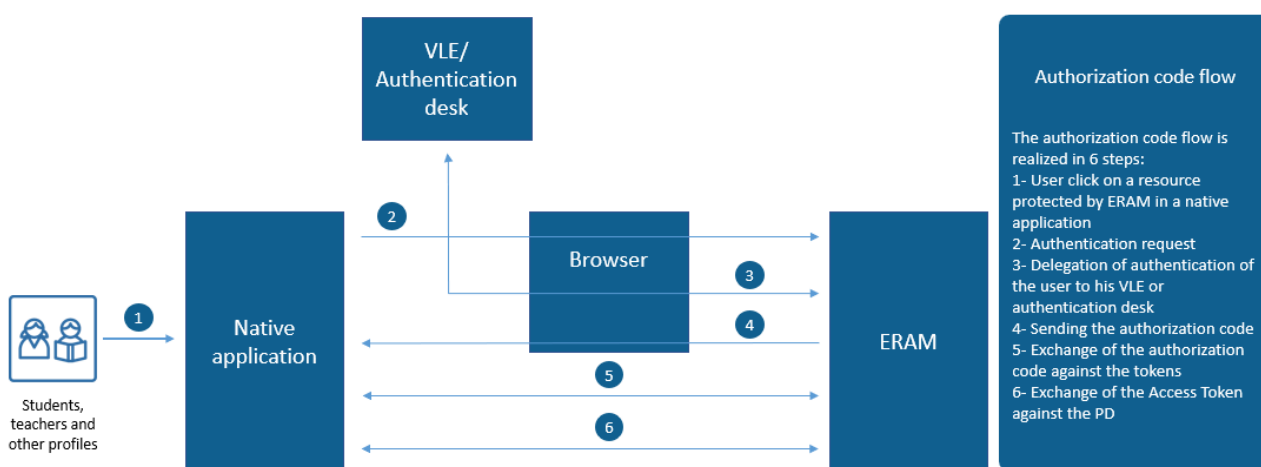 VLE/
Authentication
desk
Authorization code flow
The authorization code flow is
realized in 6 steps:
1- User click on a resource
protected by ERAM in a native
application
2- Authentication request
3- Delegation of authentication of
the user to his VLE or
authentication desk
4- Sending the authorization code
5- Exchange of the authorization
code against the tokens
6- Exchange of the Access Token
against the PD
2
Browser
3
1
Native
application
4
ERAM
5
6
Students,
teachers and
other profiles